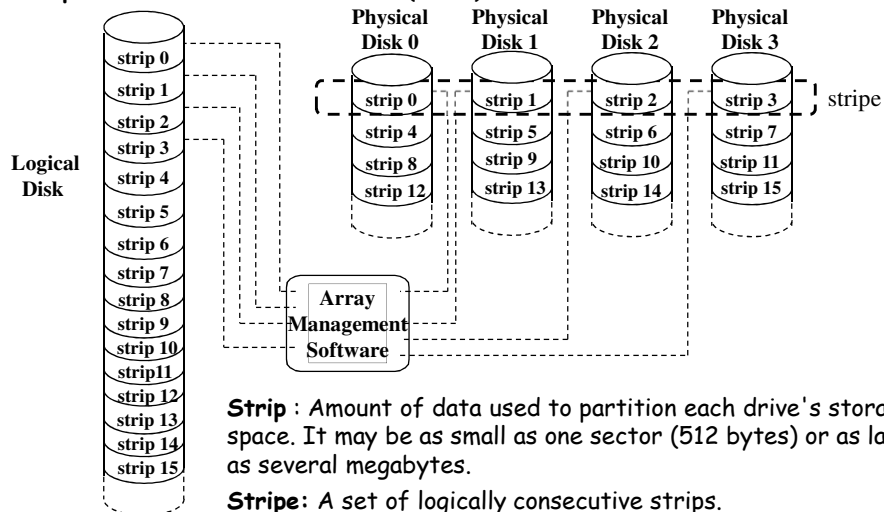 Physical Disk 0
Physical Disk 1
Physical Disk 2
Physical Disk 3
strip 0
strip 1
strip 2
strip 3
strip 4
strip 5
strip 6
strip 7
strip 8
strip 9
strip 10
strip11
strip 12
strip 13
strip 14
strip 15
Logical
Disk
strip 0
strip 4
strip 8
strip 12
strip 1
strip 5
strip 9
strip 13
strip 2
strip 6
strip 10
strip 14
strip 3
strip 7
strip 11
strip 15
stripe
Array
Management
Software
Strip : Amount of data used to partition each drive's
space. It may be as small as one sector (512 bytes) or as
as several megabytes.
Stripe: A set of logically consecutive strips.